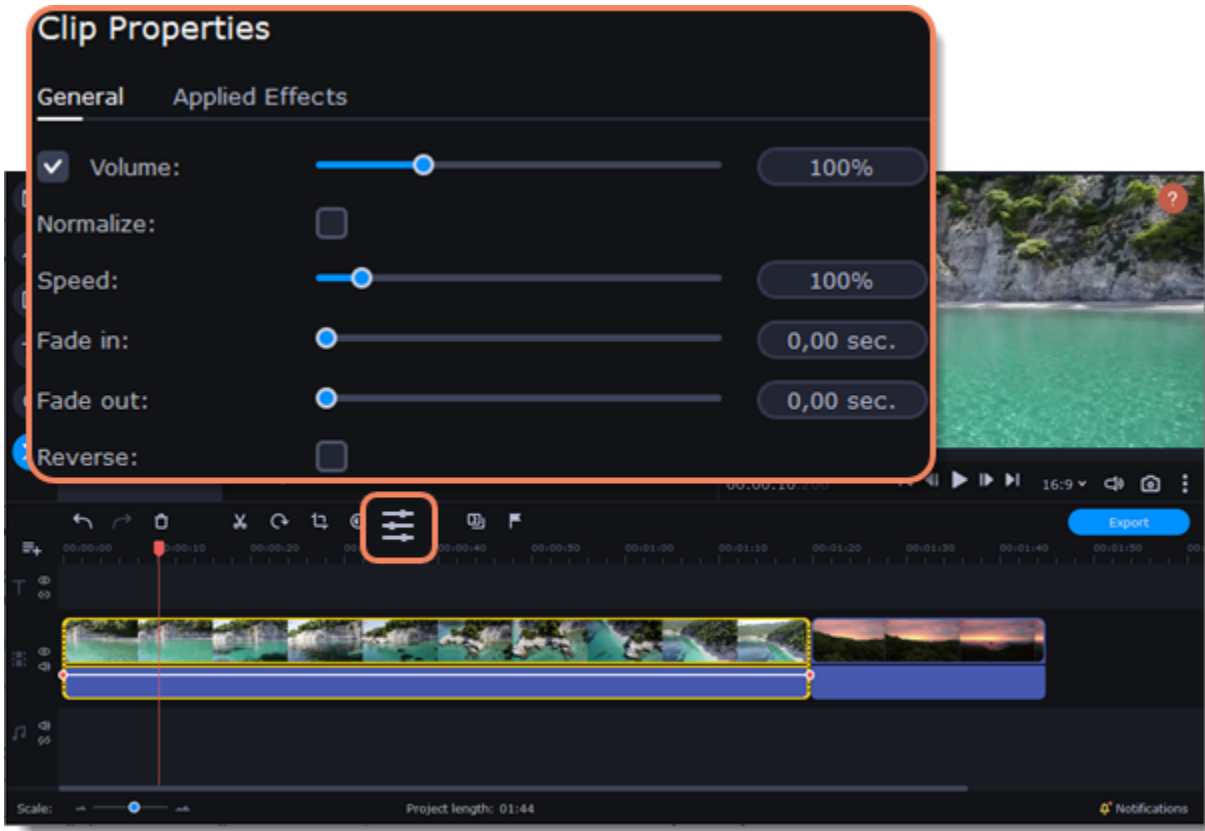 Clip Properties
General Applied Effects
Volume: 100%
?
Normalize:
Speed: 100%
Fade in: 0,00 sec.
Fade out: 0,00 sec.
Reverse:
16:9
Export
00:00:00 0:00:10 00:00:20 00:00:40 00:00:50 00:01:00 00:01:10 00:01:20 00:01:30 00:01:40 00:01:50
T
Scale: Project length: 01:44 Notifications